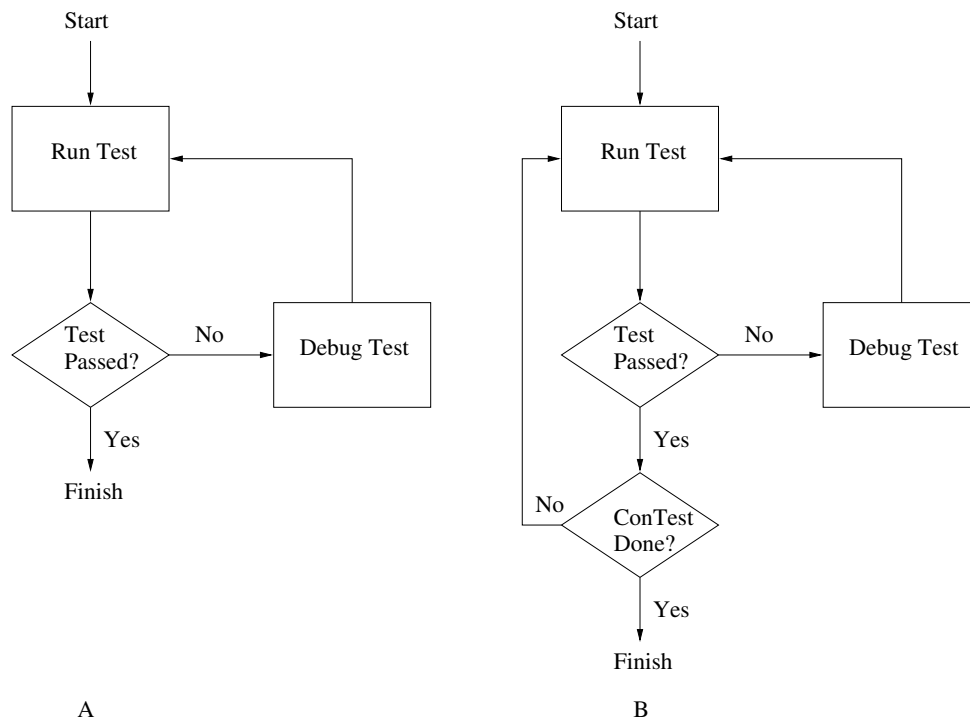 Start
Run Test
Test
Passed?
No
Debug Test
Yes
Finish
A
Start
Run Test
Test
Passed?
No
Debug Test
Yes
ConTest
Done?
No
Yes
Finish
B